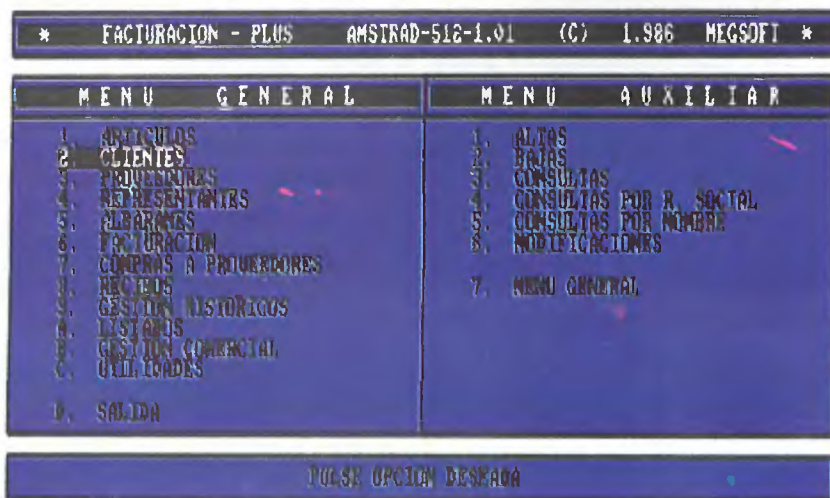 * FACTURACION - PLUS AMSTRAD-512-1.01 (C) 1.986 MEGSOFT *
MENU GENERAL
1. ARTICULOS
2. CLIENTES
3. PROVEEDORES
4. REPRESENTANTES
5. ALBARANES
6. FACTURACION
7. COMPRAS A PROVEEDORES
8. RECIBOS
9. GESTION HISTORICOS
A. LISTADOS
B. GESTION COMERCIAL
C. UTILIDADES
D. SALIDA
MENU AUXILIAR
1. ALTAS
2. BAJAS
3. CONSULTAS
4. CONSULTAS POR R. SOCIAL
5. CONSULTAS POR NOMBRE
6. MODIFICACIONES
7. MENU GENERAL
PULSE OPCION DESEADA